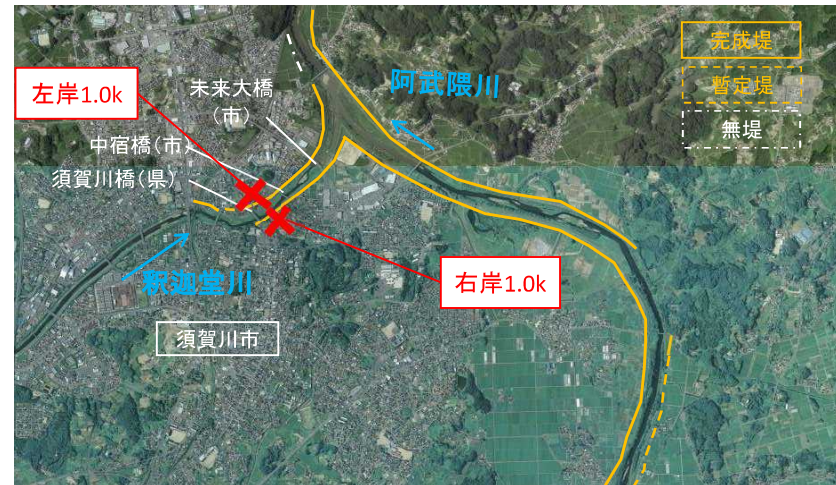 左岸1.0k
未来大橋
（市）
阿武隈川
完成堤
暫定堤
無堤
中宿橋（市）
須賀川橋（県）
釈迦堂川
右岸1.0k
須賀川市